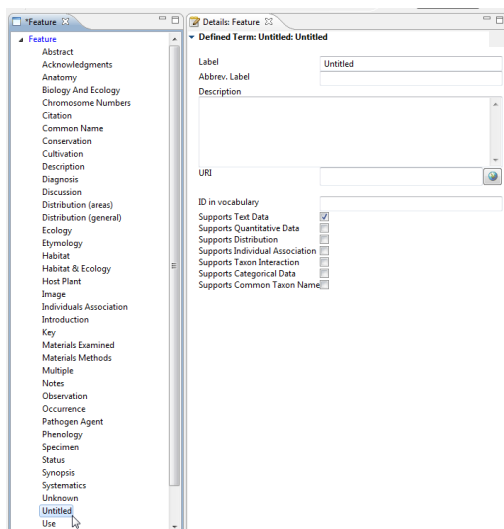 *Feature
Feature
Abstract
Acknowledgments
Anatomy
Biology And Ecology
Chromosome Numbers
Citation
Common Name
Conservation
Cultivation
Description
Diagnosis
Discussion
Distribution (areas)
Distribution (general)
Ecology
Etymology
Habitat
Habitat & Ecology
Host Plant
Image
Individuals Association
Introduction
Key
Materials Examined
Materials Methods
Multiple
Notes
Observation
Occurrence
Pathogen Agent
Phenology
Specimen
Status
Synopsis
Systematics
Unknown
Untitled
Use
Details: Feature
Defined Term: Untitled: Untitled
Label Untitled
Abbrev. Label
Description
URI
ID in vocabulary
Supports Text Data
Supports Quantitative Data
Supports Distribution
Supports Individual Association
Supports Taxon Interaction
Supports Categorical Data
Supports Common Taxon Name